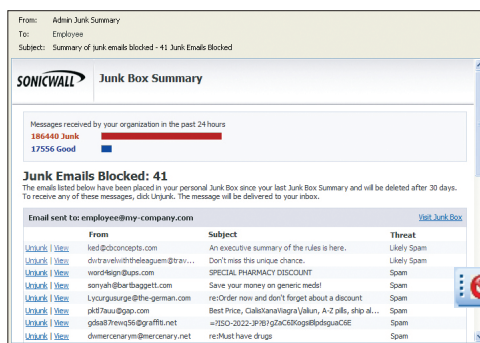 From: Admin Junk Summary
To: Employee
Subject: Summary of junk emails blocked - 41 Junk Emails Blocked
SONICWALL Junk Box Summary
Messages received by your organization in the past 24 hours
186440 Junk
17556 Good
Junk Emails Blocked: 41
The emails listed below have been placed in your personal Junk Box since your last Junk Box Summary and will be deleted after 30 days.
To receive any of these messages, click Unjunk. The message will be delivered to your inbox.
Email sent to: employee@my-company.com Visit Junk Box
From Subject Threat
Unjunk | View ked@cbconcepts.com An executive summary of the rules is here. Likely Spam
Unjunk | View dwtravelwiththeleaguem@trav... Don't miss this unique chance. Likely Spam
Unjunk | View word4sign@ups.com SPECIAL PHARMACY DISCOUNT Spam
Unjunk | View sonyah@bartbaggett.com Save your money on generic meds! Spam
Unjunk | View Lycurgusurge@the-german.com re:Order now and don't forget about a discount Spam
Unjunk | View pktl7auu@gap.com Best Price, CialisXanaViagra\/aliun, A-Z pills, ship al... Spam
Unjunk | View gdsa87rewq56@graffiti.net Spam
Unjunk | View dwmercenarym@mercenary.net re:Must have drugs Spam